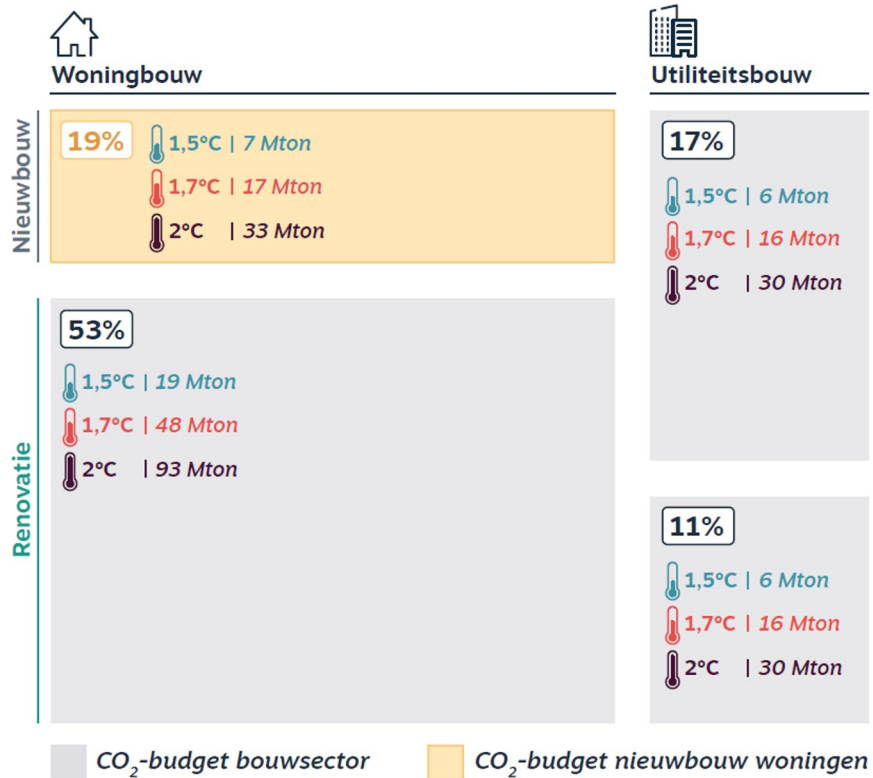 Woningbouw
Utiliteitsbouw
Nieuwbouw
19%
1,5°C | 7 Mton
1,7°C | 17 Mton
2°C | 33 Mton
17%
1,5°C | 6 Mton
1,7°C | 16 Mton
2°C | 30 Mton
Renovatie
53%
1,5°C | 19 Mton
1,7°C | 48 Mton
2°C | 93 Mton
11%
1,5°C | 6 Mton
1,7°C | 16 Mton
2°C | 30 Mton
CO₂-budget bouwsector
CO₂-budget nieuwbouw woningen